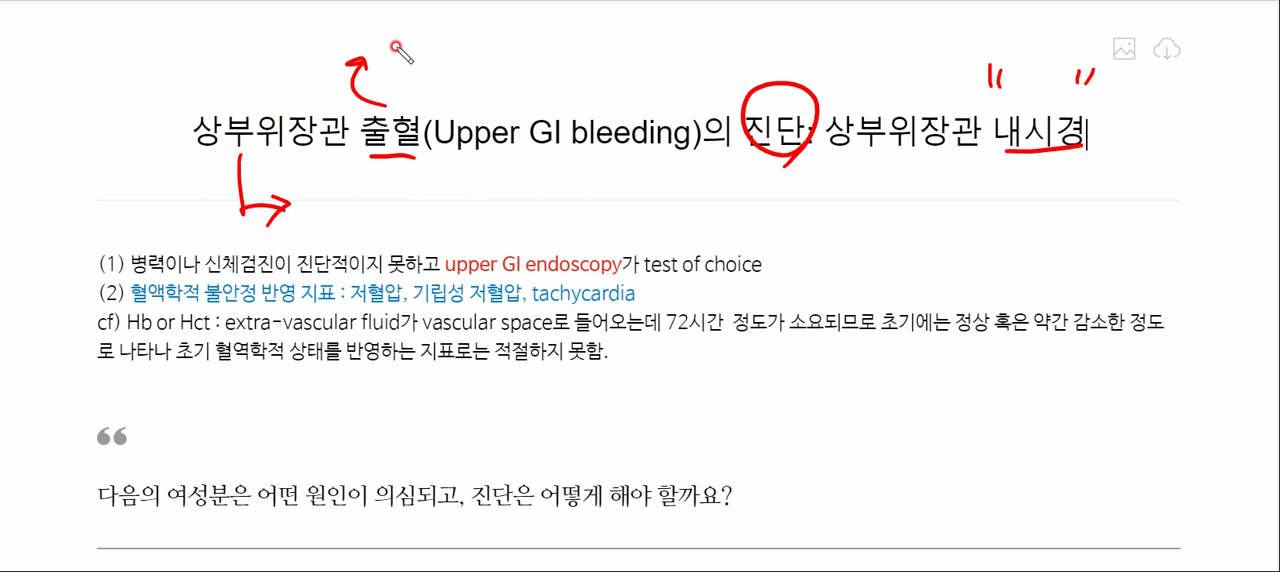 상부위장관 출혈(Upper GI bleeding)의 진단: 상부위장관 내시경
(1) 병력이나 신체검진이 진단적이지 못하고 upper GI endoscopy가 test of choice
(2) 혈액학적 불안정 반영 지표 : 저혈압, 기립성 저혈압, tachycardia
cf) Hb or Hct : extra-vascular fluid가 vascular space로 들어오는데 72시간 정도가 소요되므로 초기에는 정상 혹은 약간 감소한 정도
로 나타나 초기 혈역학적 상태를 반영하는 지표로는 적절하지 못함.
다음의 여성분은 어떤 원인이 의심되고, 진단은 어떻게 해야 할까요?